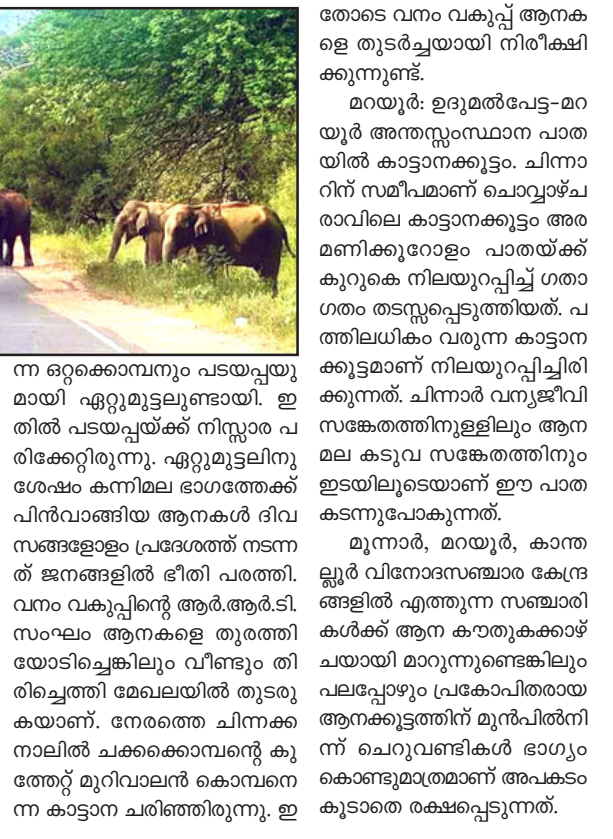 ന്ന ഒറ്റക്കൊമ്പനും പടയപ്പയു
മായി ഏറ്റുമുട്ടലുണ്ടായി. ഇ
തിൽ പടയപ്പയ്ക്ക് നിസ്സാര പ
രിക്കേറ്റിരുന്നു. ഏറ്റുമുട്ടലിനു
ശേഷം കന്നിമല ഭാഗത്തേക്ക്
പിൻവാങ്ങിയ ആനകൾ ദിവ
സങ്ങളോളം പ്രദേശത്ത് നടന്ന
ത് ജനങ്ങളിൽ ഭീതി പരത്തി.
വനം വകുപ്പിന്റെ ആർ.ആർ.ടി.
സംഘം ആനകളെ തുരത്തി
യോടിച്ചെങ്കിലും വീണ്ടും തി
രിച്ചെത്തി മേഖലയിൽ തുടരു
കയാണ്. നേരത്തെ ചിന്നക്ക
നാലിൽ ചക്കക്കൊമ്പന്റെ കു
ത്തേറ്റ് മുറിവാലൻ കൊമ്പനെ
ന്ന കാട്ടാന ചരിഞ്ഞിരുന്നു. ഇ
തോടെ വനം വകുപ്പ് ആനക
ളെ തുടർച്ചയായി നിരീക്ഷി
ക്കുന്നുണ്ട്.
മറയൂർ: ഉദുമൽപേട്ട-മറ
യൂർ അന്തസ്സംസ്ഥാന പാത
യിൽ കാട്ടാനക്കൂട്ടം. ചിന്നാ
റിന് സമീപമാണ് ചൊവ്വാഴ്ച
രാവിലെ കാട്ടാനക്കൂട്ടം അര
മണിക്കൂറോളം പാതയ്ക്ക്
കുറുകെ നിലയുറപ്പിച്ച് ഗതാ
ഗതം തടസ്സപ്പെടുത്തിയത്. പ
ത്തിലധികം വരുന്ന കാട്ടാന
ക്കൂട്ടമാണ് നിലയുറപ്പിച്ചിരി
ക്കുന്നത്. ചിന്നാർ വന്യജീവി
സങ്കേതത്തിനുള്ളിലും ആന
മല കടുവ സങ്കേതത്തിനും
ഇടയിലൂടെയാണ് ഈ പാത
കടന്നുപോകുന്നത്.
മൂന്നാർ, മറയൂർ, കാന്ത
ല്ലൂർ വിനോദസഞ്ചാര കേന്ദ്ര
ങ്ങളിൽ എത്തുന്ന സഞ്ചാരി
കൾക്ക് ആന കൗതുകക്കാഴ്
ചയായി മാറുന്നുണ്ടെങ്കിലും
പലപ്പോഴും പ്രകോപിതരായ
ആനക്കൂട്ടത്തിന് മുൻപിൽനി
ന്ന് ചെറുവണ്ടികൾ ഭാഗ്യം
കൊണ്ടുമാത്രമാണ് അപകടം
കൂടാതെ രക്ഷപ്പെടുന്നത്.